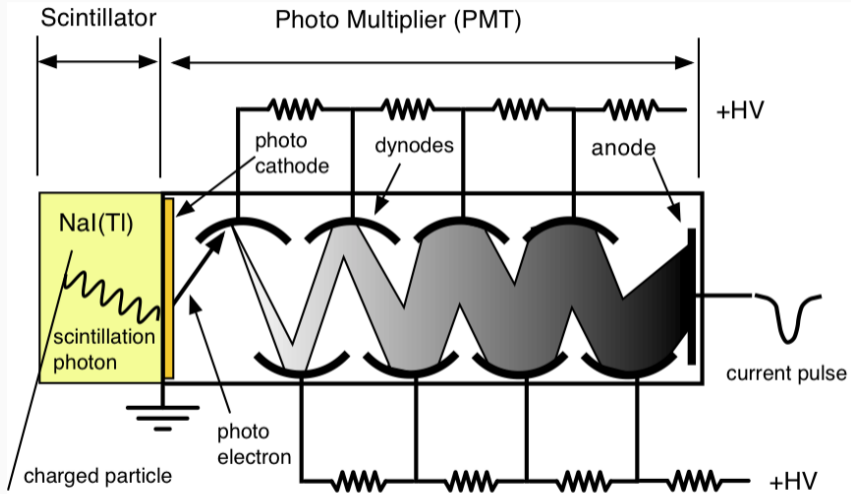 Scintillator
Photo Multiplier (PMT)
+HV
photo
cathode
dynodes
anode
NaI(Tl)
scintillation
photon
current pulse
photo
electron
charged particle
+HV